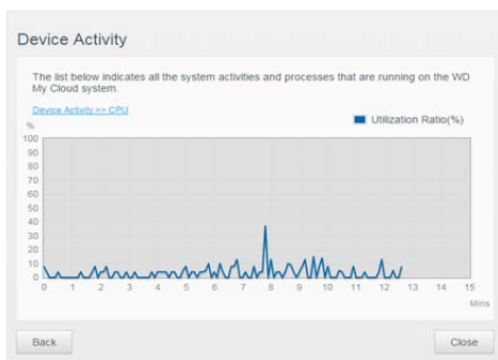 Device Activity
The list below indicates all the system activities and processes that are running on the WD
My Cloud system.
Device Activity >> CPU
Utilization Ratio(%)
%
100
90
80
70
60
50
40
30
20
10
0
0 1 2 3 4 5 6 7 8 9 10 11 12 13 14 15
Mins
Back Close